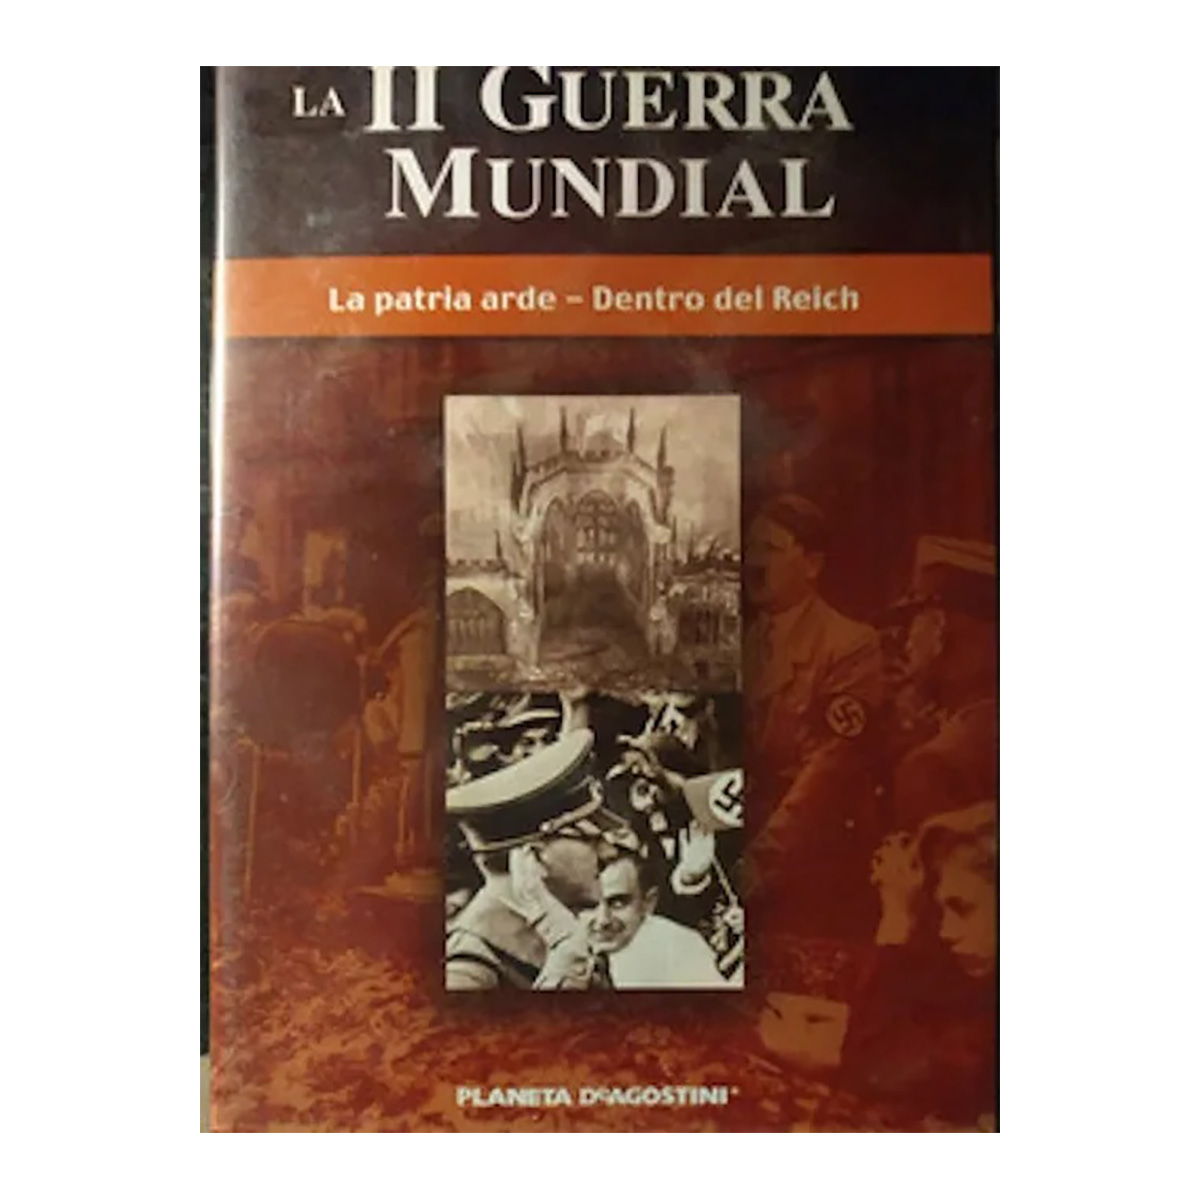 LA II GUERRA
MUNDIAL
La patria arde – Dentro del Reich
PLANETA DEAGOSTINI